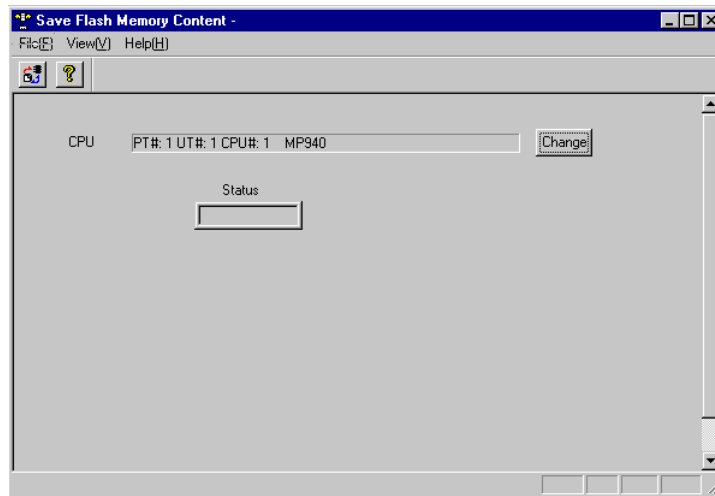 Save Flash Memory Content -
File(F) View(V) Help(H)
?
CPU PT#: 1 UT#: 1 CPU#: 1 MP940 Change
Status